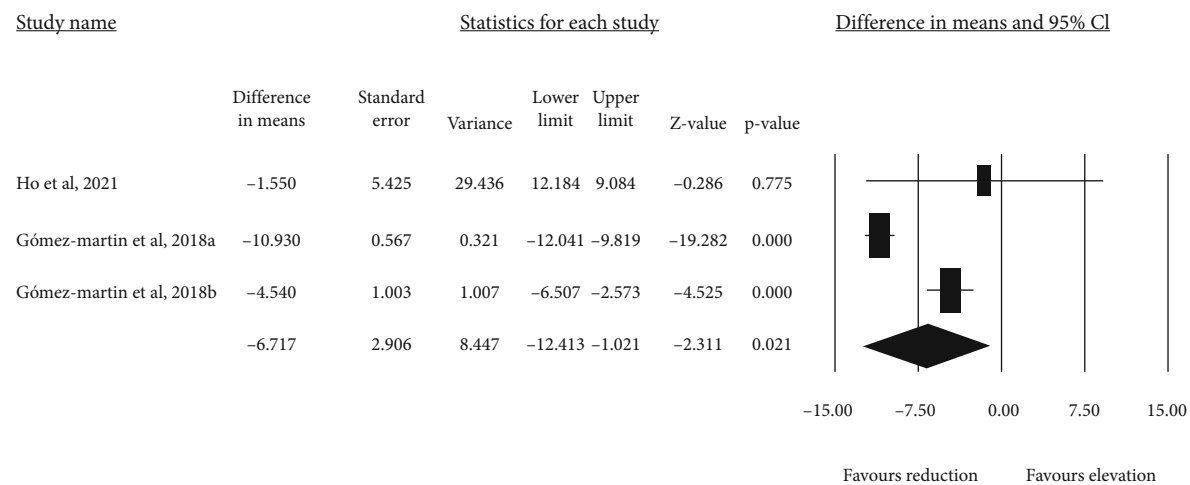 Study name Statistics for each study Difference in means and 95% Cl
Difference in means Standard error Variance Lower limit Upper limit Z-value p-value
Ho et al, 2021 –1.550 5.425 29.436 12.184 9.084 –0.286 0.775
Gómez-martin et al, 2018a –10.930 0.567 0.321 –12.041 –9.819 –19.282 0.000
Gómez-martin et al, 2018b –4.540 1.003 1.007 –6.507 –2.573 –4.525 0.000
–6.717 2.906 8.447 –12.413 –1.021 –2.311 0.021
–15.00 –7.50 0.00 7.50 15.00
Favours reduction Favours elevation